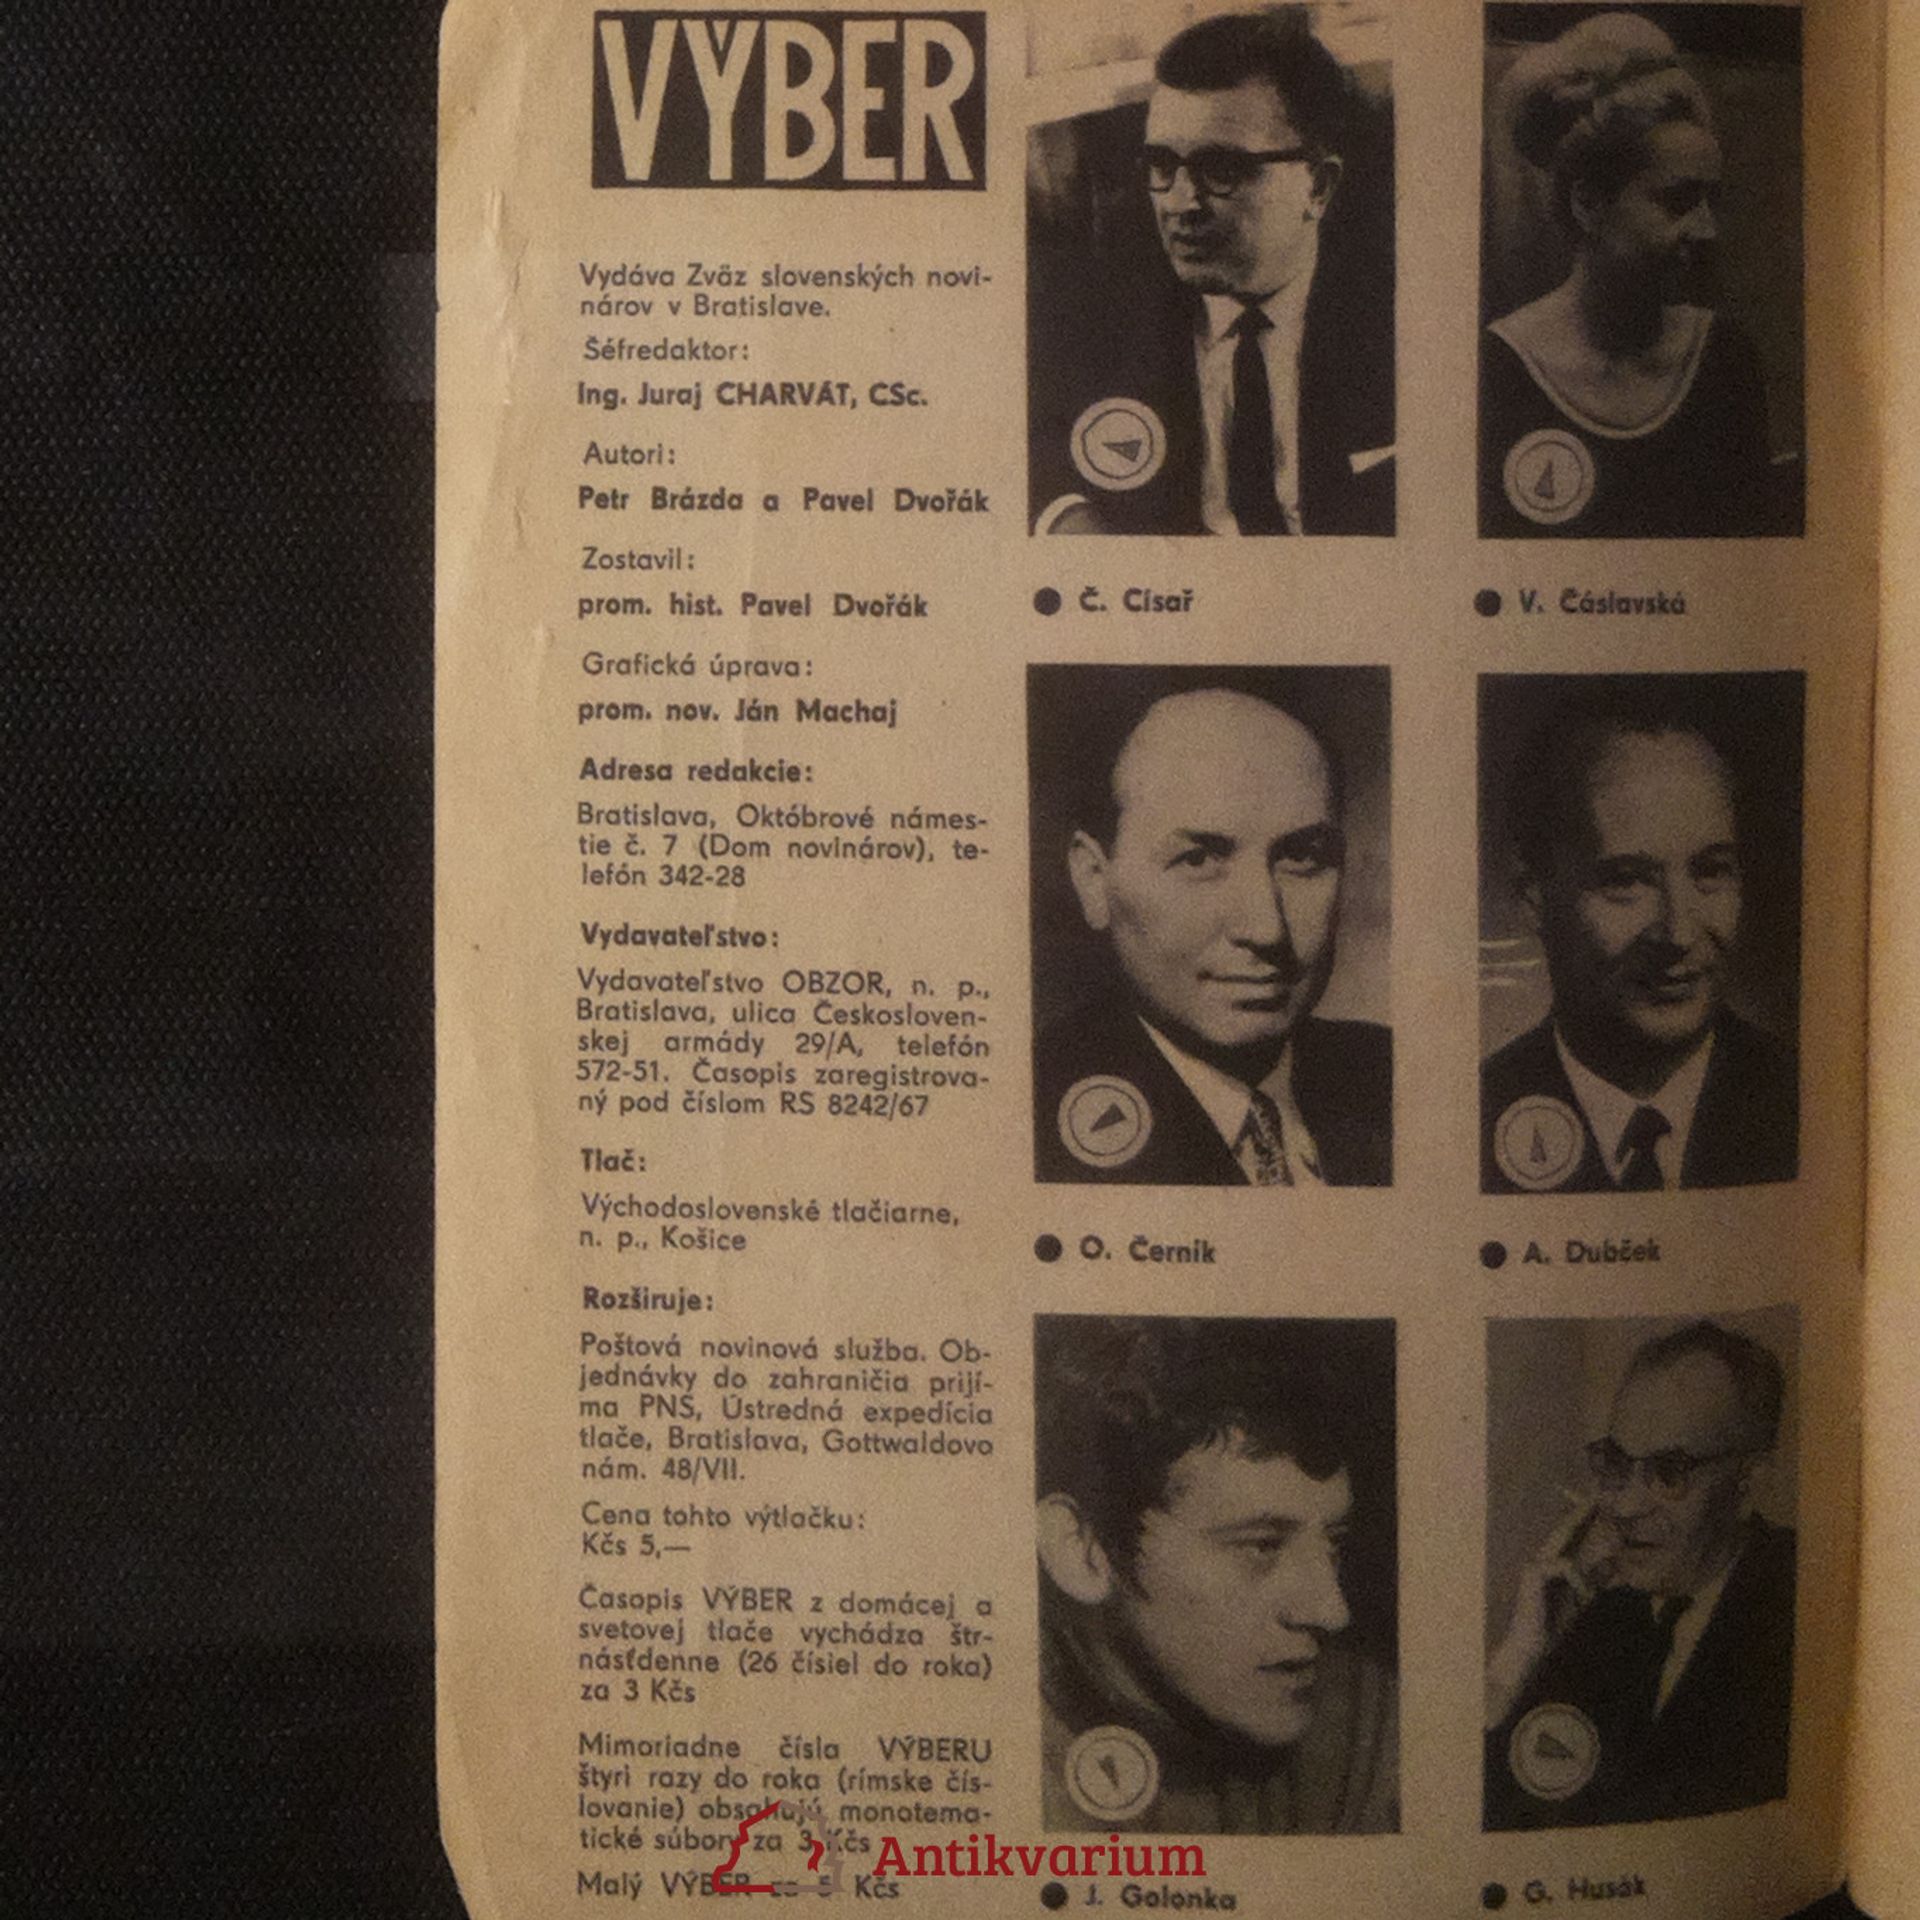 VÝBER
Vydáva Zväz slovenských novi-
nárov v Bratislave.
Šéfredaktor:
Ing. Juraj CHARVÁT, CSc.
Autori:
Petr Brázda a Pavel Dvořák
Zostavil:
prom. hist. Pavel Dvořák
Grafická úprava:
prom. nov. Ján Machaj
Adresa redakcie:
Bratislava, Októbrové námes-
tie č. 7 (Dom novinárov), te-
lefón 342-28
Vydavateľstvo:
Vydavateľstvo OBZOR, n. p.,
Bratislava, ulica Českosloven-
skej armády 29/A, telefón
572-51. Časopis zaregistrova-
ný pod číslom RS 8242/67
Tlač:
Východoslovenské tlačiarne,
n. p., Košice
Rozširuje:
Poštová novinová služba. Ob-
jednávky do zahraničia prijí-
ma PNS, Ústredná expedícia
tlače, Bratislava, Gottwaldovo
nám. 48/VII.
Cena tohto výtlačku:
Kčs 5,—
Časopis VÝBER z domácej a
svetovej tlače vychádza štr-
násťdenne (26 čísiel do roka)
za 3 Kčs
Mimoriadne čísla VÝBERU
štyri razy do roka (rímske čís-
lovanie) obsahujú monotema-
tické súbory za 3 Kčs
Malý VÝBER za 5 Kčs
Č. Císař
V. Čáslavská
O. Černik
A. Dubček
J. Golonka
G. Husák
Antikvarium